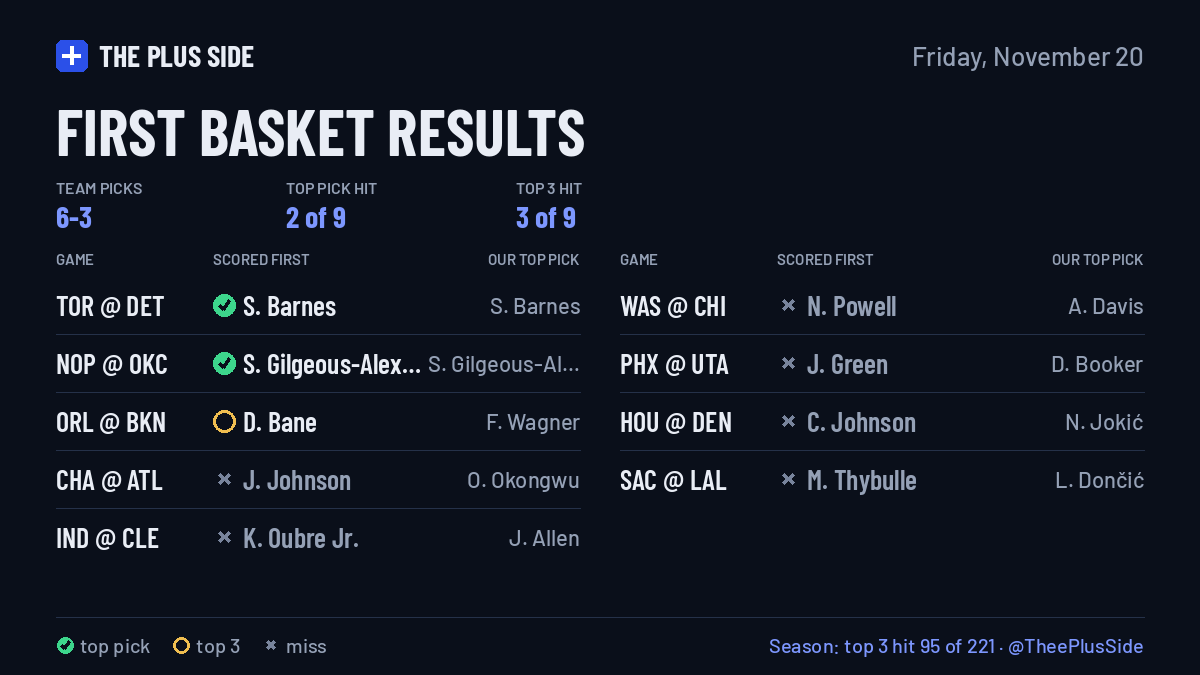 THE PLUS SIDE
Friday, November 20
FIRST BASKET RESULTS
TEAM PICKS TOP PICK HIT TOP 3 HIT
6-3 2 of 9 3 of 9
GAME SCORED FIRST OUR TOP PICK
TOR @ DET S. Barnes S. Barnes
NOP @ OKC S. Gilgeous-Alex... S. Gilgeous-Al...
ORL @ BKN D. Bane F. Wagner
CHA @ ATL J. Johnson O. Okongwu
IND @ CLE K. Oubre Jr. J. Allen
GAME SCORED FIRST OUR TOP PICK
WAS @ CHI N. Powell A. Davis
PHX @ UTA J. Green D. Booker
HOU @ DEN C. Johnson N. Jokić
SAC @ LAL M. Thybulle L. Dončić
top pick top 3 miss
Season: top 3 hit 95 of 221 · @TheePlusSide